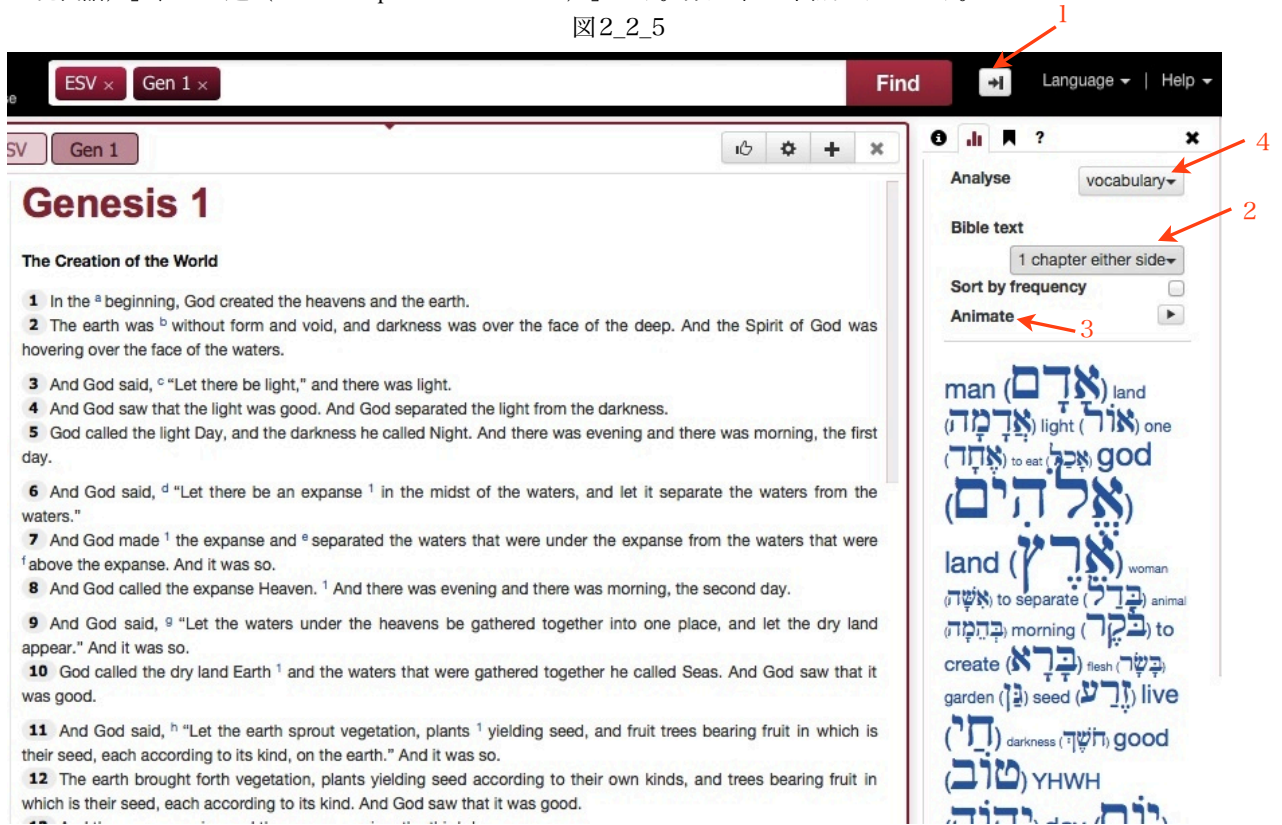 図2_2_5
1
ESV × Gen 1 × Find Language | Help
SV Gen 1
Genesis 1
The Creation of the World
1 In the a beginning, God created the heavens and the earth.
2 The earth was b without form and void, and darkness was over the face of the deep. And the Spirit of God was
hovering over the face of the waters.
3 And God said, c "Let there be light," and there was light.
4 And God saw that the light was good. And God separated the light from the darkness.
5 God called the light Day, and the darkness he called Night. And there was evening and there was morning, the first
day.
6 And God said, d "Let there be an expanse 1 in the midst of the waters, and let it separate the waters from the
waters."
7 And God made 1 the expanse and e separated the waters that were under the expanse from the waters that were
f above the expanse. And it was so.
8 And God called the expanse Heaven. 1 And there was evening and there was morning, the second day.
9 And God said, g "Let the waters under the heavens be gathered together into one place, and let the dry land
appear." And it was so.
10 God called the dry land Earth 1 and the waters that were gathered together he called Seas. And God saw that it
was good.
11 And God said, h "Let the earth sprout vegetation, plants 1 yielding seed, and fruit trees bearing fruit in which is
their seed, each according to its kind, on the earth." And it was so.
12 The earth brought forth vegetation, plants yielding seed according to their own kinds, and trees bearing fruit in
which is their seed, each according to its kind. And God saw that it was good.
?
4
Analyse vocabulary
2
Bible text
1 chapter either side
Sort by frequency
Animate
3
man (אָדָם) land
(אֲדָמָה) light (אוֹר) one
(אֶחָד) to eat (אָכַל) god
(אֱלֹהִים)
land (אֶרֶץ) woman
(אִשָּׁה) to separate (בָּדַל) animal
(בְּהֵמָה) morning (בֹּקֶר) to
create (בָּרָא) flesh (בָּשָׂר)
garden (גַּן) seed (זֶרַע) live
(חַי) darkness (חֹשֶׁךְ) good
(טוֹב) YHWH
(יהוה) day (יוֹם)